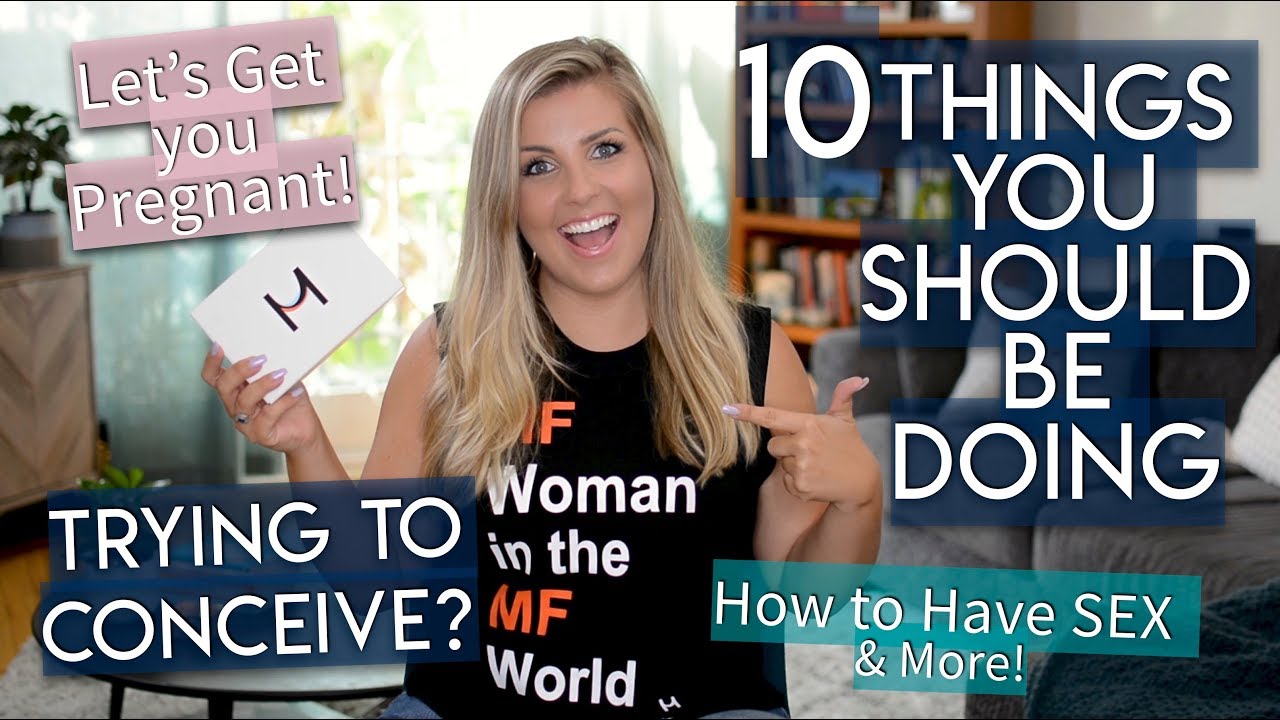 Let's Get
you
Pregnant!
10 THINGS
YOU
SHOULD
BE
DOING
TRYING TO
CONCEIVE?
How to Have SEX
& More!
MF
Woman
in the
MF
World